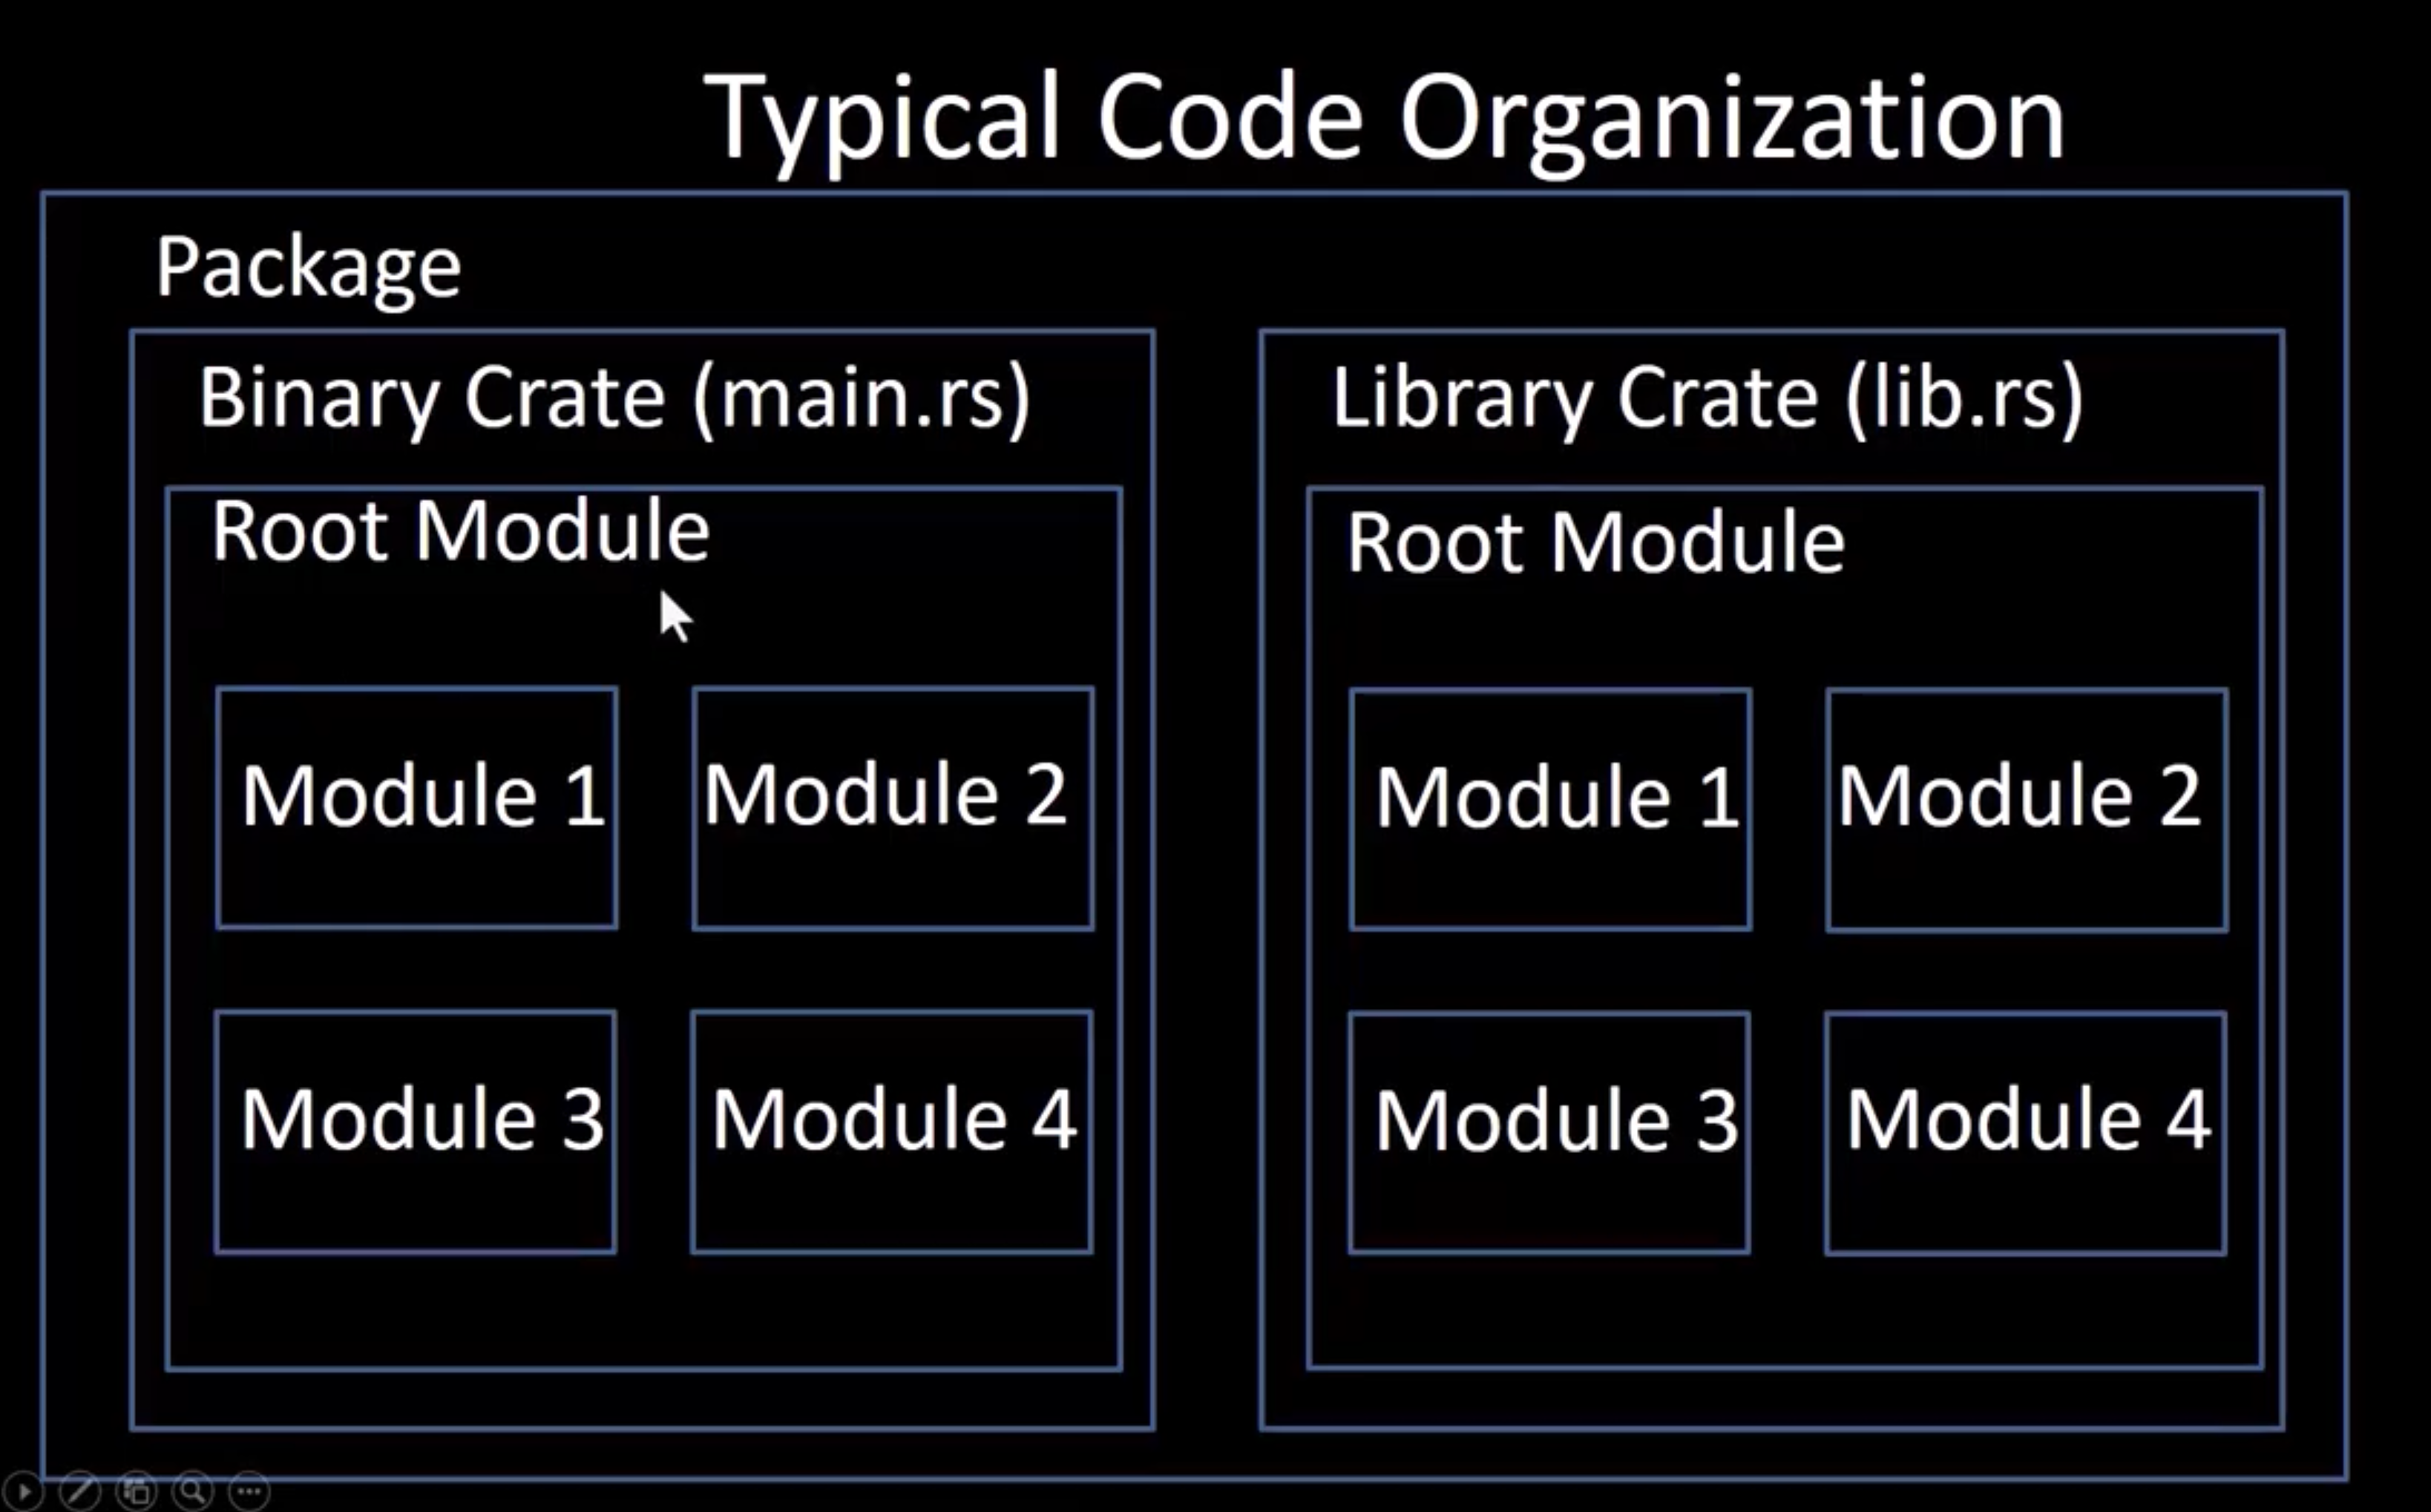 Typical Code Organization
Package
Binary Crate (main.rs)
Root Module
Module 1
Module 2
Module 3
Module 4
Library Crate (lib.rs)
Root Module
Module 1
Module 2
Module 3
Module 4